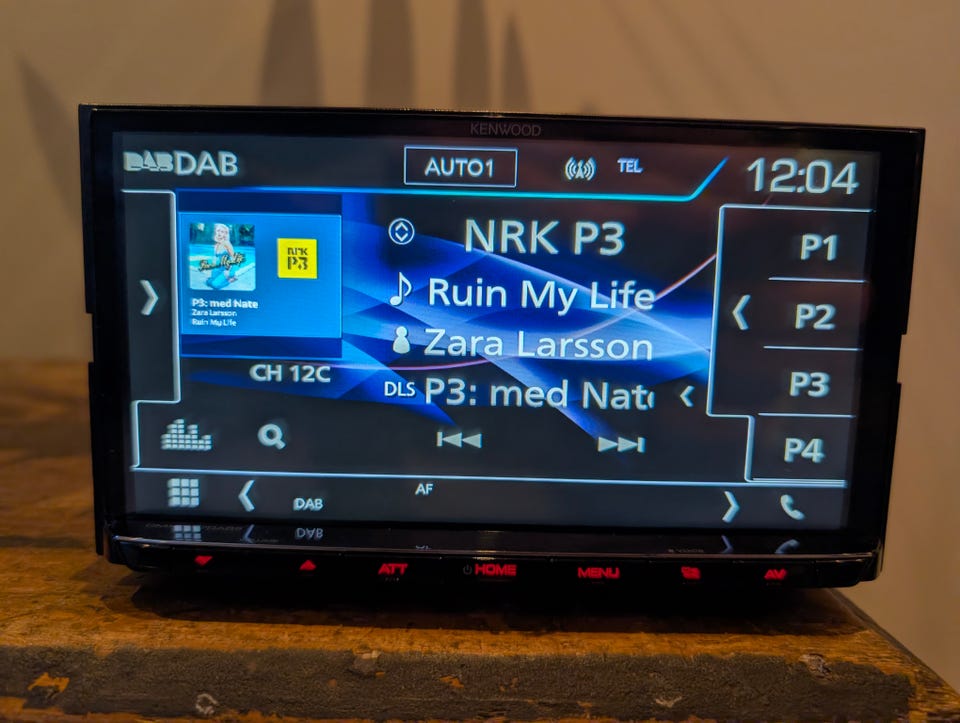 KENWOOD
DAB DAB
AUTO1
TEL
12:04
NRK P3
NRK
P3
P3: med Nate
Zara Larsson
Ruin My Life
Ruin My Life
Zara Larsson
CH 12C
DLS P3: med Nat
P1
P2
P3
P4
DAB
AF
DAB
ATT
HOME
MENU
AV